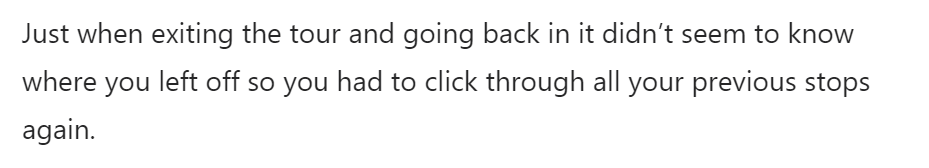 Just when exiting the tour and going back in it didn’t seem to know
where you left off so you had to click through all your previous stops
again.